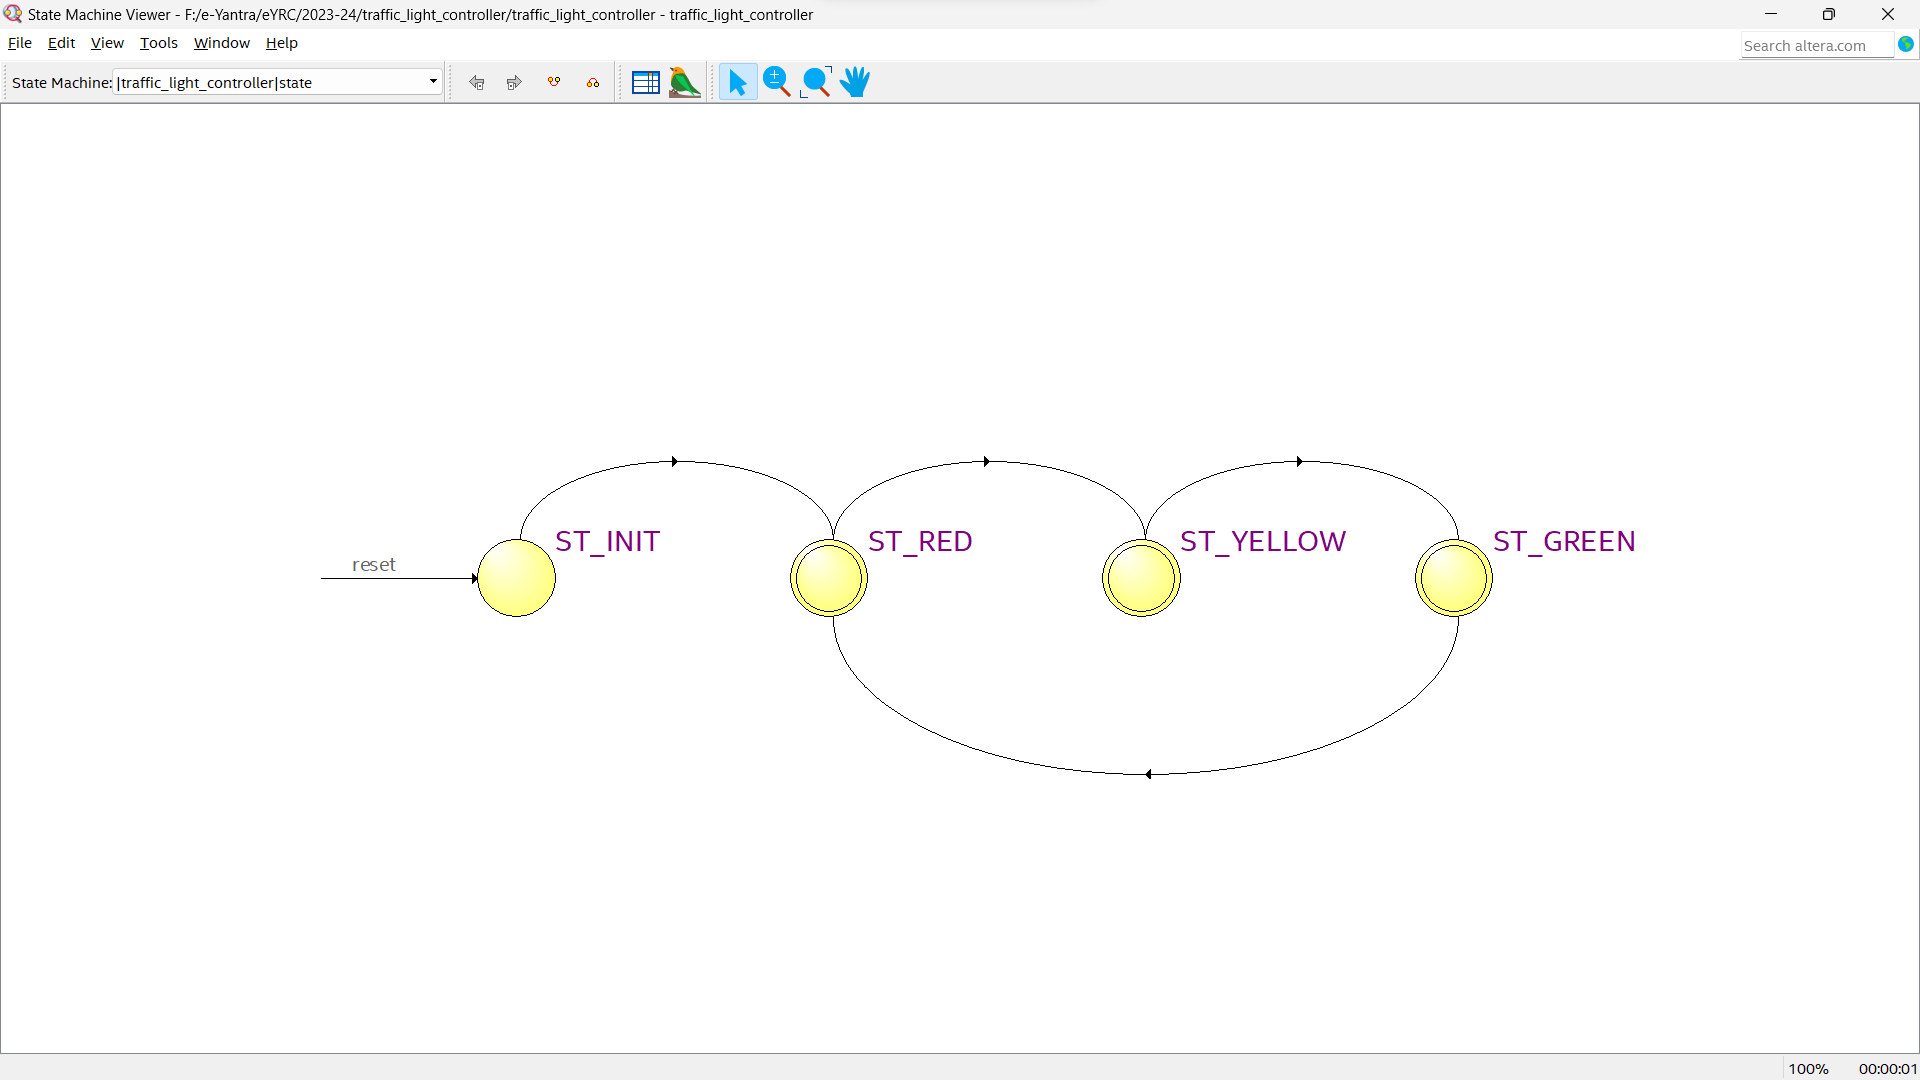 State Machine Viewer - F:/e-Yantra/eYRC/2023-24/traffic_light_controller/traffic_light_controller - traffic_light_controller
File Edit View Tools Window Help
Search altera.com
State Machine: |traffic_light_controller|state
ST_INIT ST_RED ST_YELLOW ST_GREEN
reset
100% 00:00:01